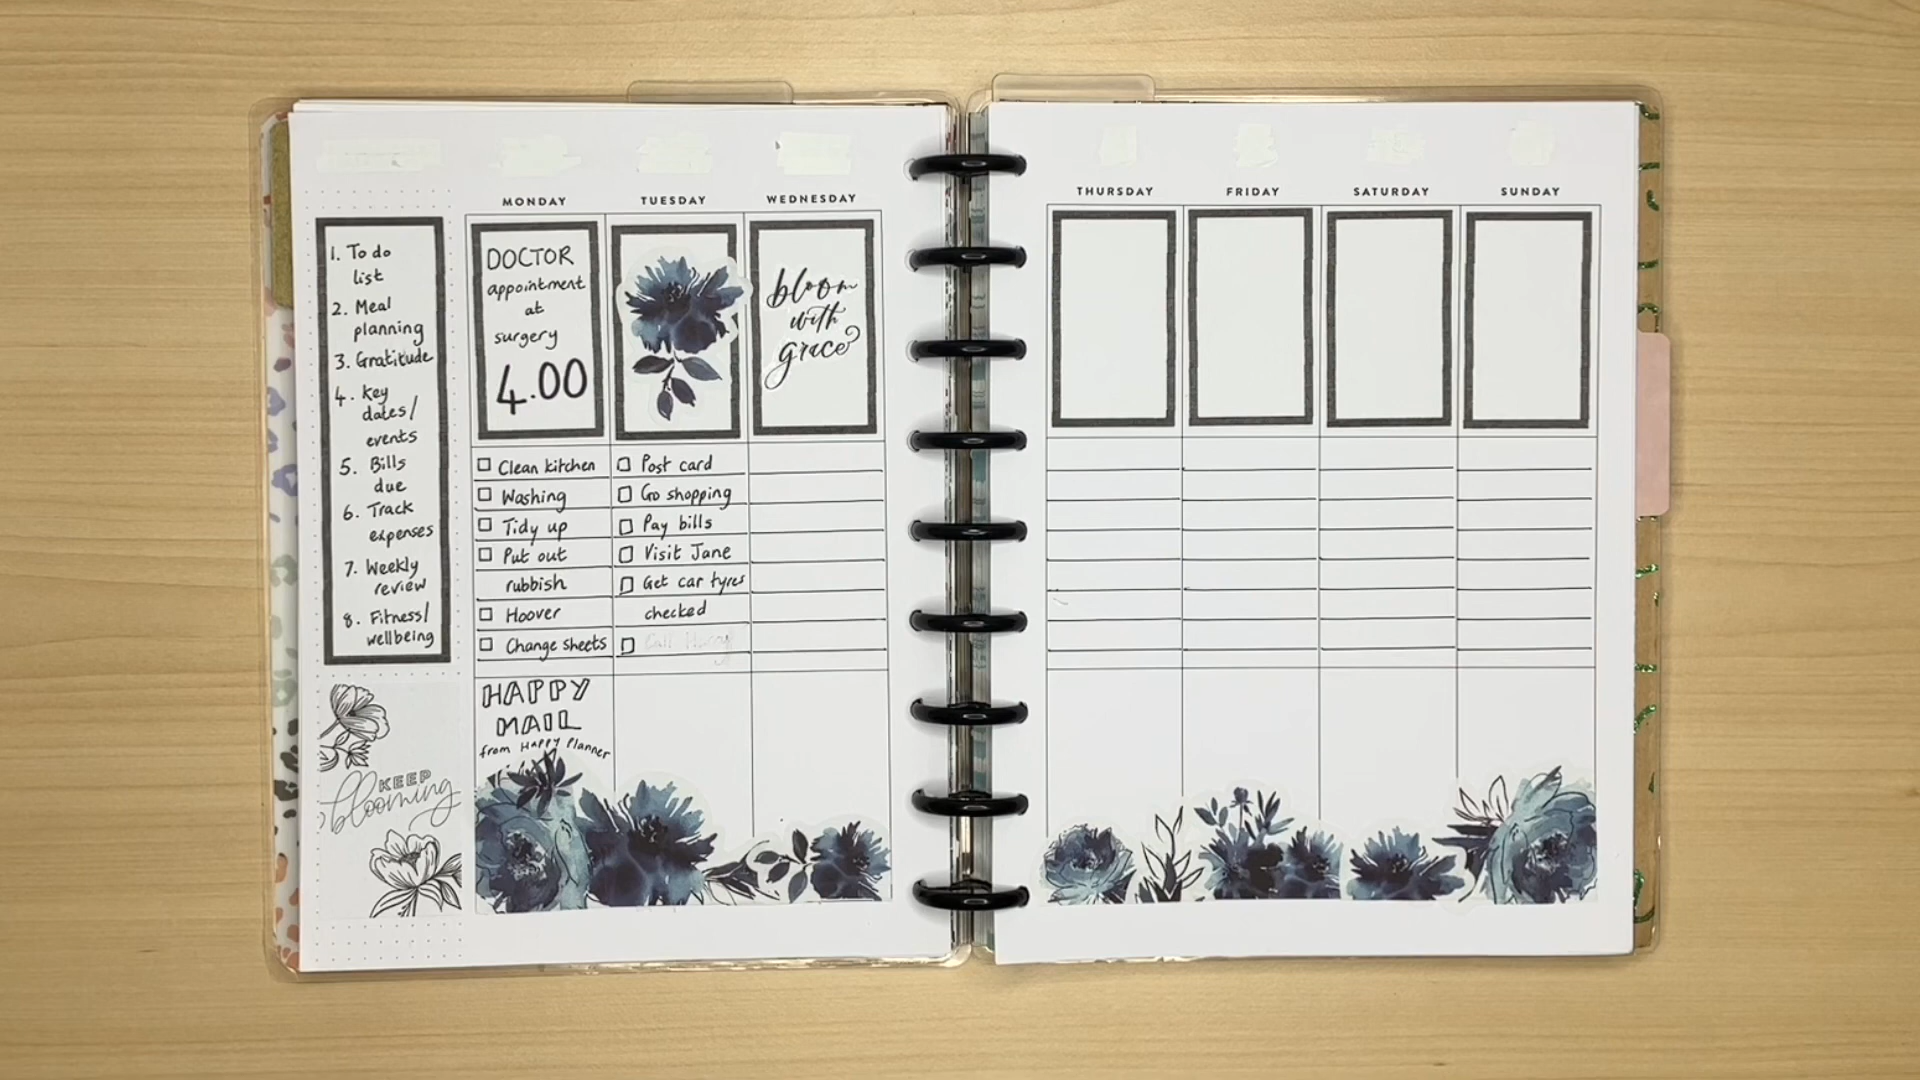 MONDAY
TUESDAY
WEDNESDAY
THURSDAY
FRIDAY
SATURDAY
SUNDAY
1. To do
list
2. Meal
planning
3. Gratitude
4. Key
dates/
events
5. Bills
due
6. Track
expenses
7. Weekly
review
8. Fitness/
wellbeing
KEEP
blooming
DOCTOR
appointment
at
surgery
4.00
Clean kitchen
Washing
Tidy up
Put out
rubbish
Hoover
Change sheets
HAPPY
MAIL
from HAPPY Planner
Post card
Go shopping
Pay bills
Visit Jane
Get car tyres
checked
Call
bloom
with
grace